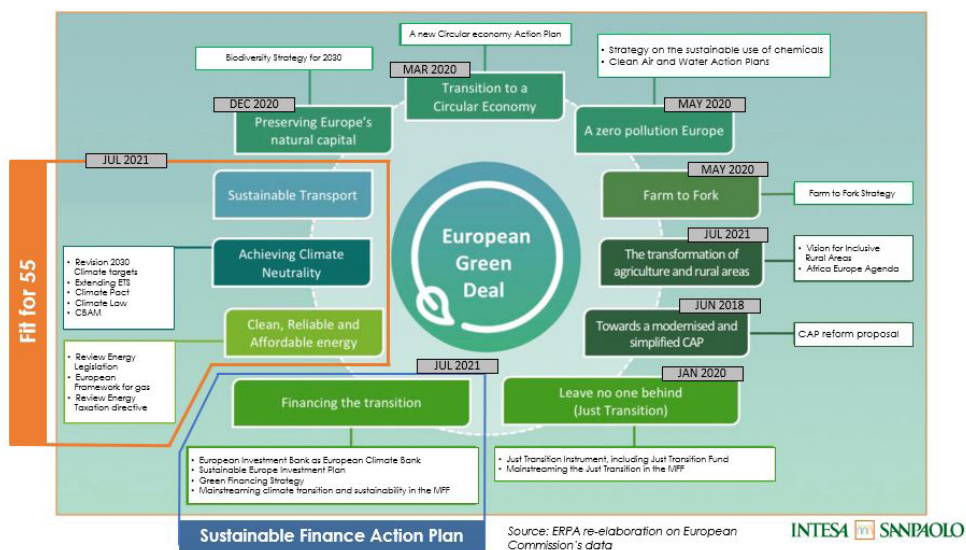 A new Circular economy Action Plan
MAR 2020
Transition to a
Circular Economy
Biodiversity Strategy for 2030
DEC 2020
Preserving Europe's
natural capital
• Strategy on the sustainable use of chemicals
• Clean Air and Water Action Plans
MAY 2020
A zero pollution Europe
JUL 2021
Fit for 55
Sustainable Transport
Achieving Climate
Neutrality
• Revision 2030
Climate targets
• Extending ETS
• Climate Pact
• Climate Law
• CBAM
Clean, Reliable and
Affordable energy
• Review Energy
Legislation
• European
Framework for gas
• Review Energy
Taxation directive
European
Green
Deal
MAY 2020
Farm to Fork
Farm to Fork Strategy
JUL 2021
The transformation of
agriculture and rural areas
• Vision for Inclusive
Rural Areas
• Africa Europe Agenda
JUN 2018
Towards a modernised and
simplified CAP
CAP reform proposal
JUL 2021
Financing the transition
• European Investment Bank as European Climate Bank
• Sustainable Europe Investment Plan
• Green Financing Strategy
• Mainstreaming climate transition and sustainability in the MFF
JAN 2020
Leave no one behind
(Just Transition)
• Just Transition Instrument, including Just Transition Fund
• Mainstreaming the Just Transition in the MFF
Sustainable Finance Action Plan
Source: ERPA re-elaboration on European
Commission's data
INTESA SANPAOLO